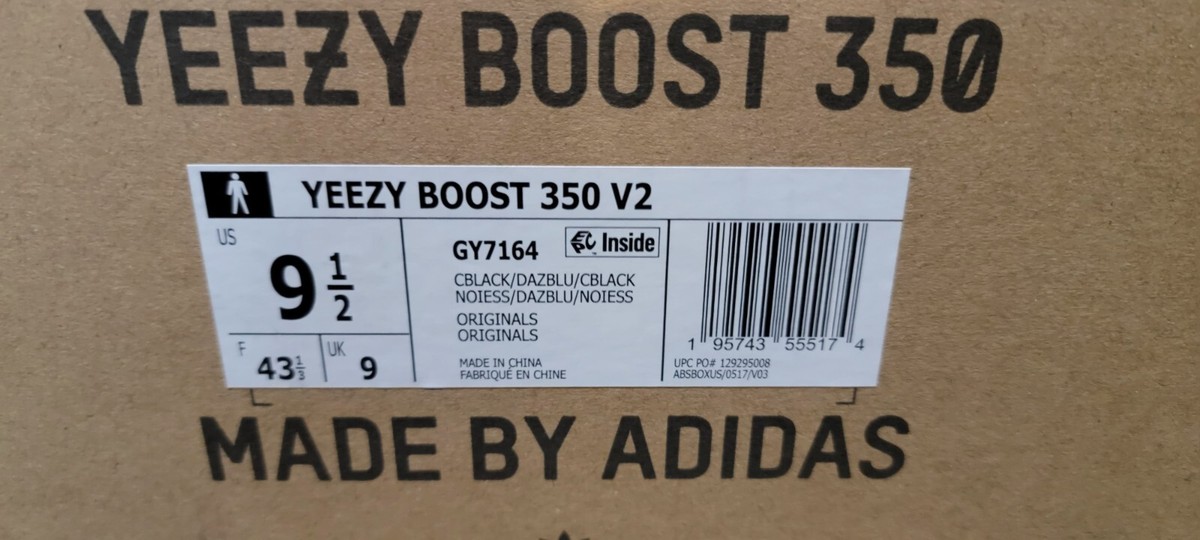 YEEZY BOOST 350
YEEZY BOOST 350 V2
US
9 1/2
F
43 1/3
UK
9
GY7164
Inside
CBLACK/DAZBLU/CBLACK
NOIESS/DAZBLU/NOIESS
ORIGINALS
ORIGINALS
MADE IN CHINA
FABRIQUÉ EN CHINE
1 95743 55517 4
UPC PO# 129295008
ABSBOXUS/0517/V03
MADE BY ADIDAS